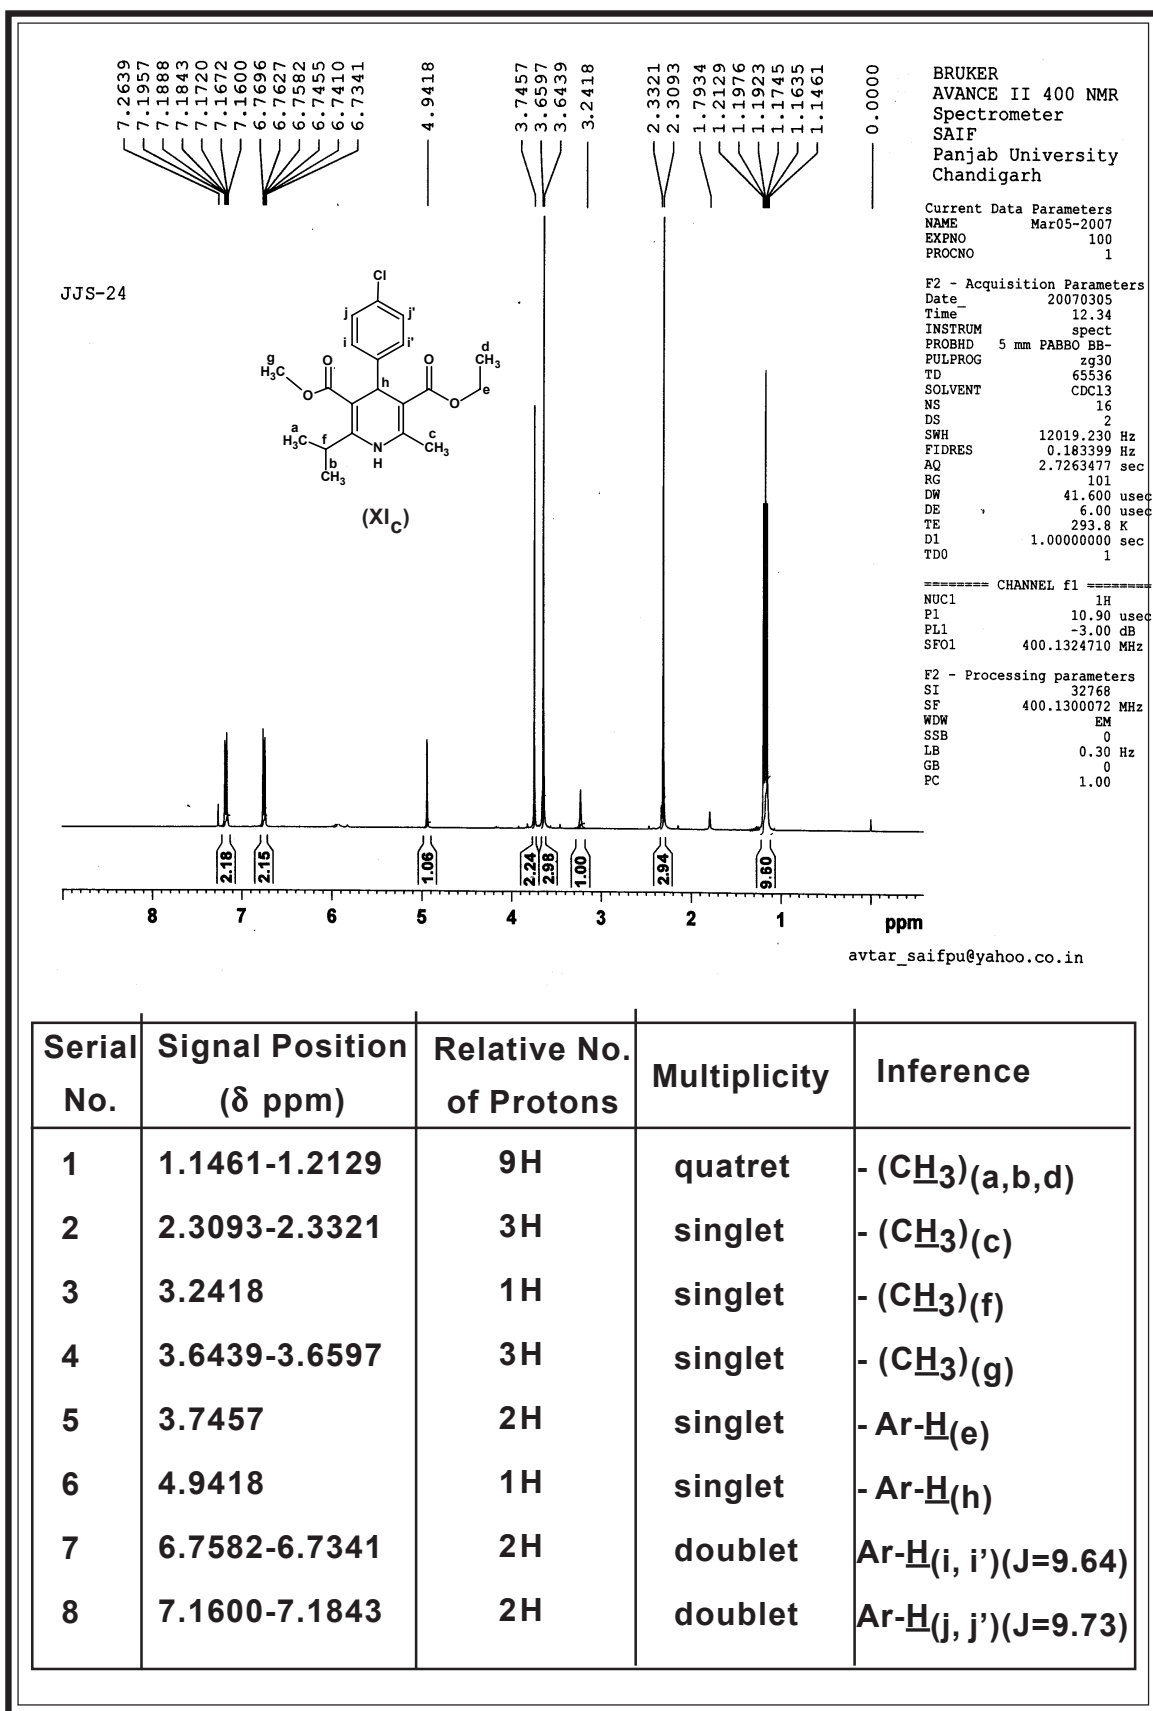 7.2639
7.1957
7.1888
7.1843
7.1720
7.1672
7.1600
6.7696
6.7627
6.7582
6.7455
6.7410
6.7341
4.9418
3.7457
3.6597
3.6439
3.2418
2.3321
2.3093
1.7934
1.2129
1.1976
1.1923
1.1745
1.1635
1.1461
0.0000
BRUKER
AVANCE II 400 NMR
Spectrometer
SAIF
Panjab University
Chandigarh
Current Data Parameters
NAME Mar05-2007
EXPNO 100
PROCNO 1
F2 - Acquisition Parameters
Date_ 20070305
Time 12.34
INSTRUM spect
PROBHD 5 mm PABBO BB-
PULPROG zg30
TD 65536
SOLVENT CDCl3
NS 16
DS 2
SWH 12019.230 Hz
FIDRES 0.183399 Hz
AQ 2.7263477 sec
RG 101
DW 41.600 usec
DE 6.00 usec
TE 293.8 K
D1 1.00000000 sec
TD0 1
======== CHANNEL f1 ========
NUC1 1H
P1 10.90 usec
PL1 -3.00 dB
SFO1 400.1324710 MHz
F2 - Processing parameters
SI 32768
SF 400.1300072 MHz
WDW EM
SSB 0
LB 0.30 Hz
GB 0
PC 1.00
JJS-24
Cl
j j'
i i'
g d
H3C O O CH3
h
O O e
a f c
H3C N CH3
b H
CH3
(XIc)
2.18 2.15 1.06 2.24 2.98 1.00 2.94 9.60
8 7 6 5 4 3 2 1 ppm
avtar_saifpu@yahoo.co.in
Serial No. Signal Position (δ ppm) Relative No. of Protons Multiplicity Inference
1 1.1461-1.2129 9H quatret - (CH3)(a,b,d)
2 2.3093-2.3321 3H singlet - (CH3)(c)
3 3.2418 1H singlet - (CH3)(f)
4 3.6439-3.6597 3H singlet - (CH3)(g)
5 3.7457 2H singlet - Ar-H(e)
6 4.9418 1H singlet - Ar-H(h)
7 6.7582-6.7341 2H doublet Ar-H(i, i’)(J=9.64)
8 7.1600-7.1843 2H doublet Ar-H(j, j’)(J=9.73)